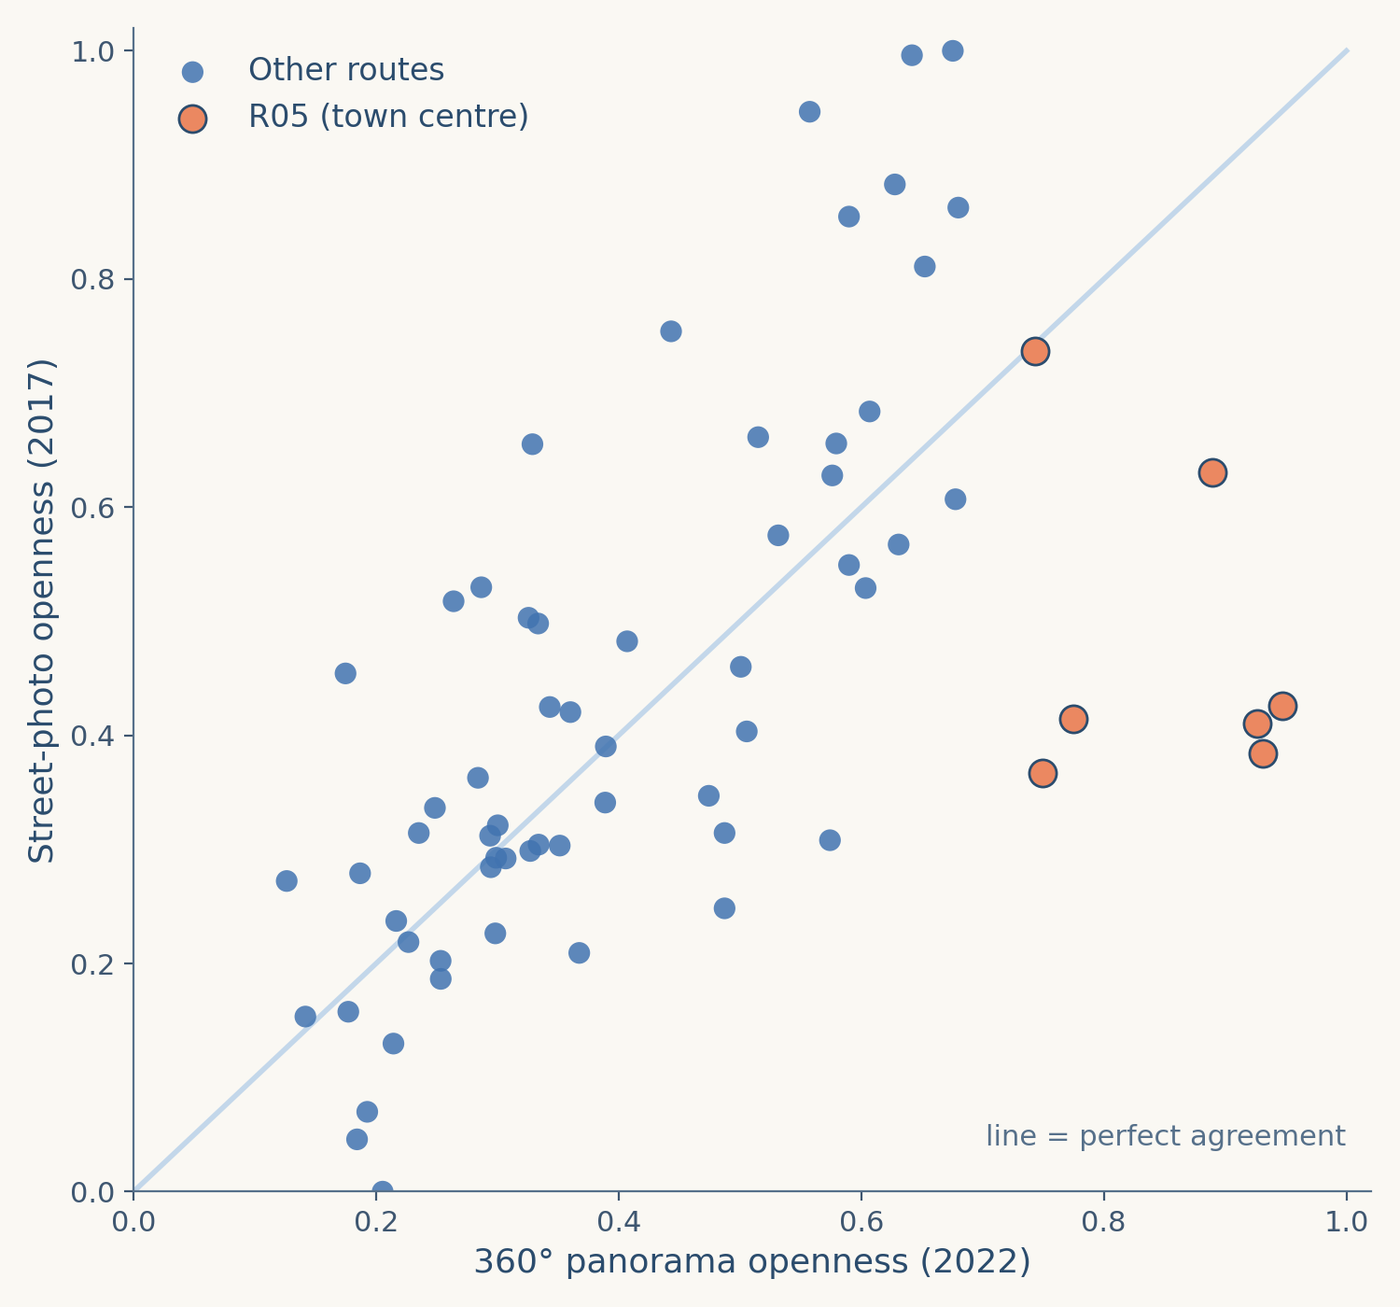 Other routes
R05 (town centre)
1.0
0.8
0.6
0.4
0.2
0.0
Street-photo openness (2017)
line = perfect agreement
0.0 0.2 0.4 0.6 0.8 1.0
360° panorama openness (2022)